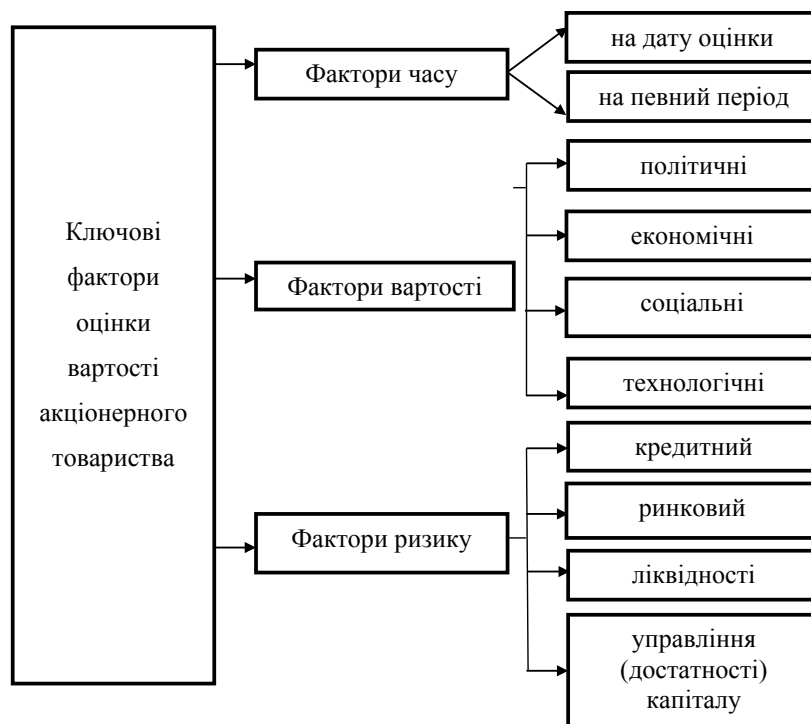 Ключові
фактори
оцінки
вартості
акціонерного
товариства
Фактори часу
на дату оцінки
на певний період
Фактори вартості
політичні
економічні
соціальні
технологічні
Фактори ризику
кредитний
ринковий
ліквідності
управління
(достатності)
капіталу